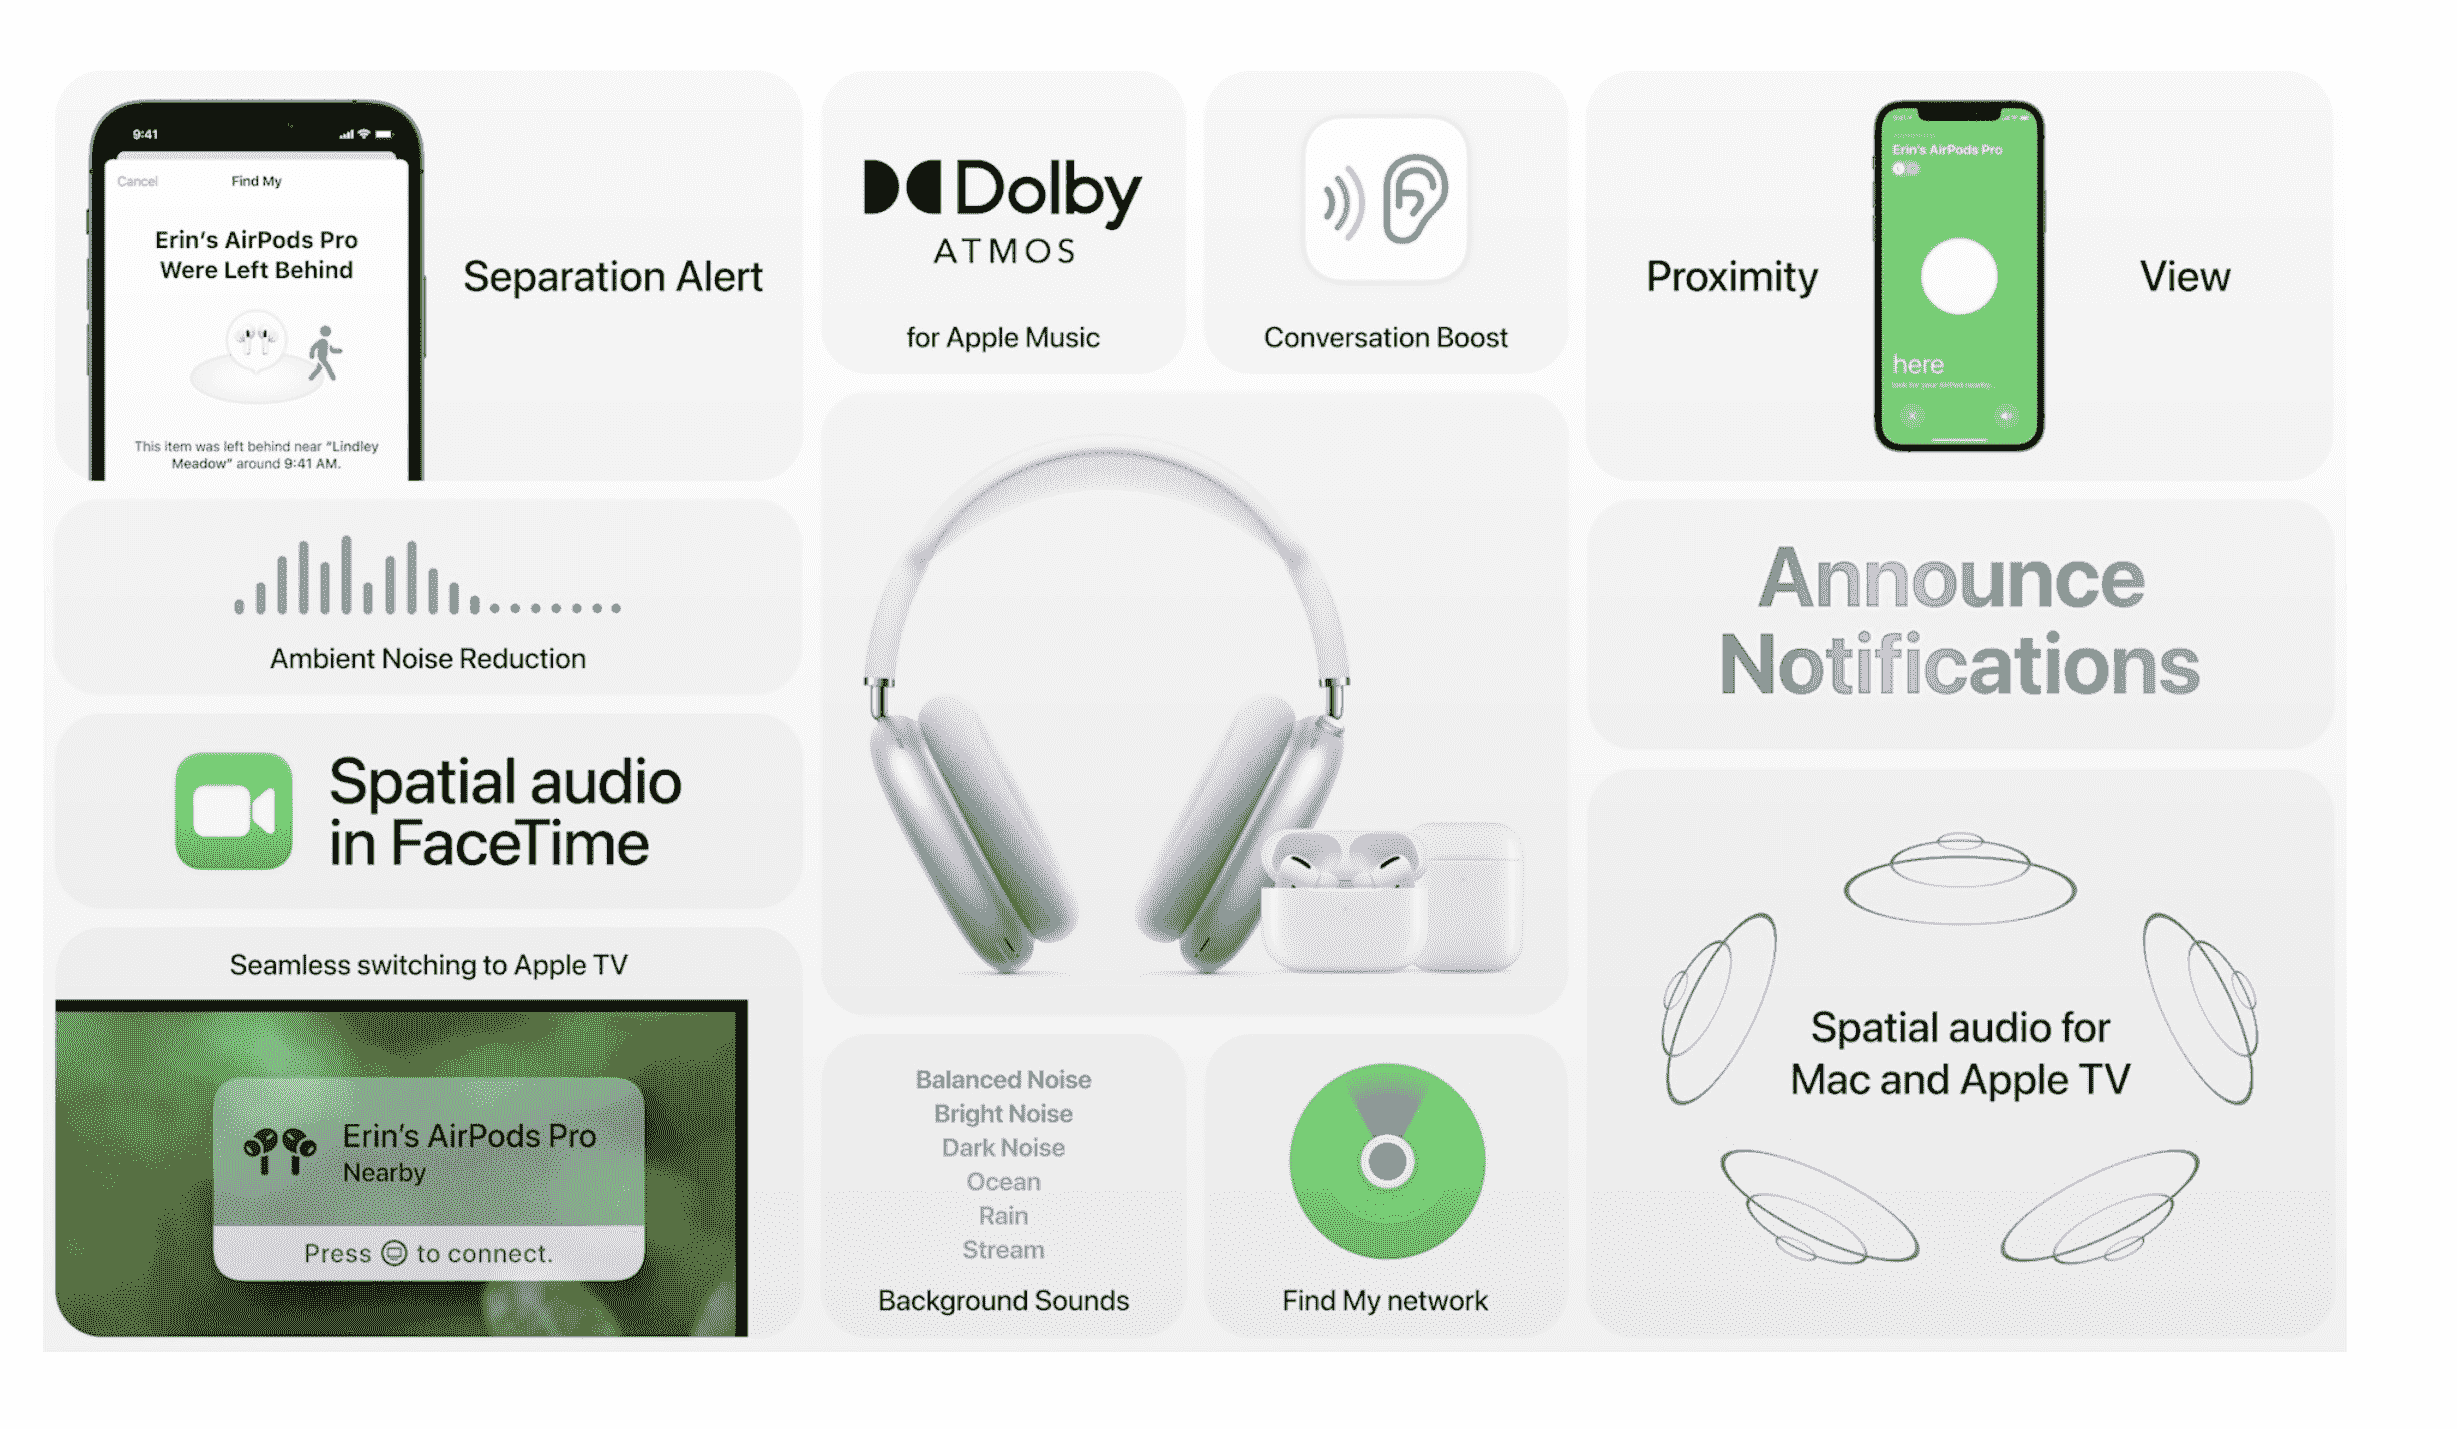 9:41
Cancel
Find My
Erin's AirPods Pro
Were Left Behind
This item was left behind near "Lindley
Meadow" around 9:41 AM.
Separation Alert
Dolby
ATMOS
for Apple Music
Conversation Boost
Proximity
Erin's AirPods Pro
here
View
Ambient Noise Reduction
Announce
Notifications
Spatial audio
in FaceTime
Seamless switching to Apple TV
Erin's AirPods Pro
Nearby
Press to connect.
Balanced Noise
Bright Noise
Dark Noise
Ocean
Rain
Stream
Background Sounds
Find My network
Spatial audio for
Mac and Apple TV